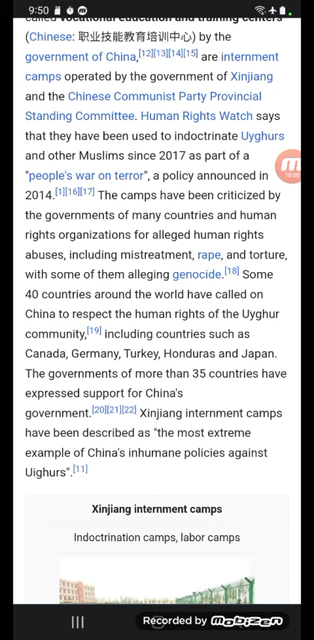 9:50
called vocational education and training centers
(Chinese: 职业技能教育培训中心) by the
government of China,[12][13][14][15] are internment
camps operated by the government of Xinjiang
and the Chinese Communist Party Provincial
Standing Committee. Human Rights Watch says
that they have been used to indoctrinate Uyghurs
and other Muslims since 2017 as part of a
"people's war on terror", a policy announced in
2014.[1][16][17] The camps have been criticized by
the governments of many countries and human
rights organizations for alleged human rights
abuses, including mistreatment, rape, and torture,
with some of them alleging genocide.[18] Some
40 countries around the world have called on
China to respect the human rights of the Uyghur
community,[19] including countries such as
Canada, Germany, Turkey, Honduras and Japan.
The governments of more than 35 countries have
expressed support for China's
government.[20][21][22] Xinjiang internment camps
have been described as "the most extreme
example of China's inhumane policies against
Uighurs".[11]
Xinjiang internment camps
Indoctrination camps, labor camps
Recorded by Mobizen